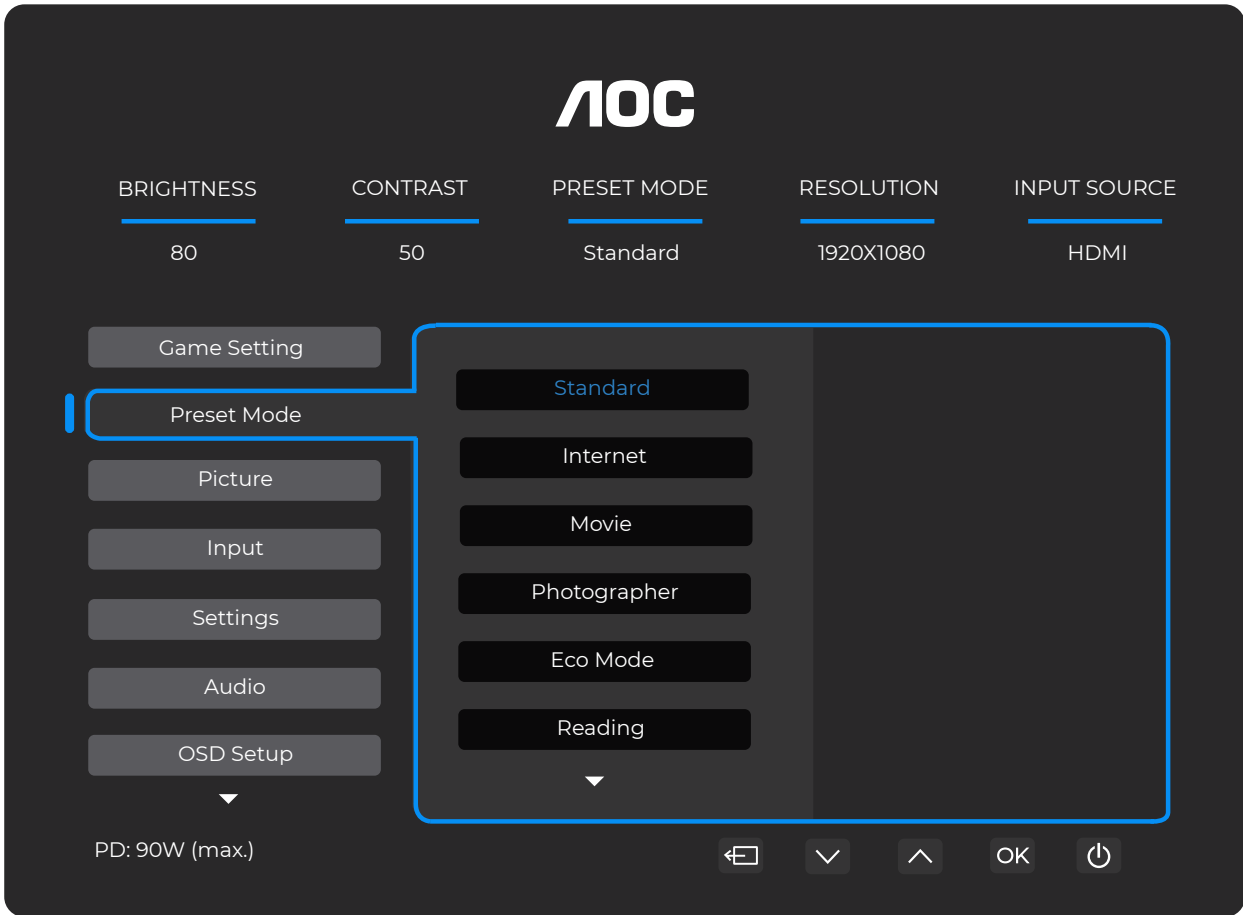 AOC
BRIGHTNESS CONTRAST PRESET MODE RESOLUTION INPUT SOURCE
80 50 Standard 1920X1080 HDMI
Game Setting
Preset Mode
Picture
Input
Settings
Audio
OSD Setup
Standard
Internet
Movie
Photographer
Eco Mode
Reading
PD: 90W (max.)
OK